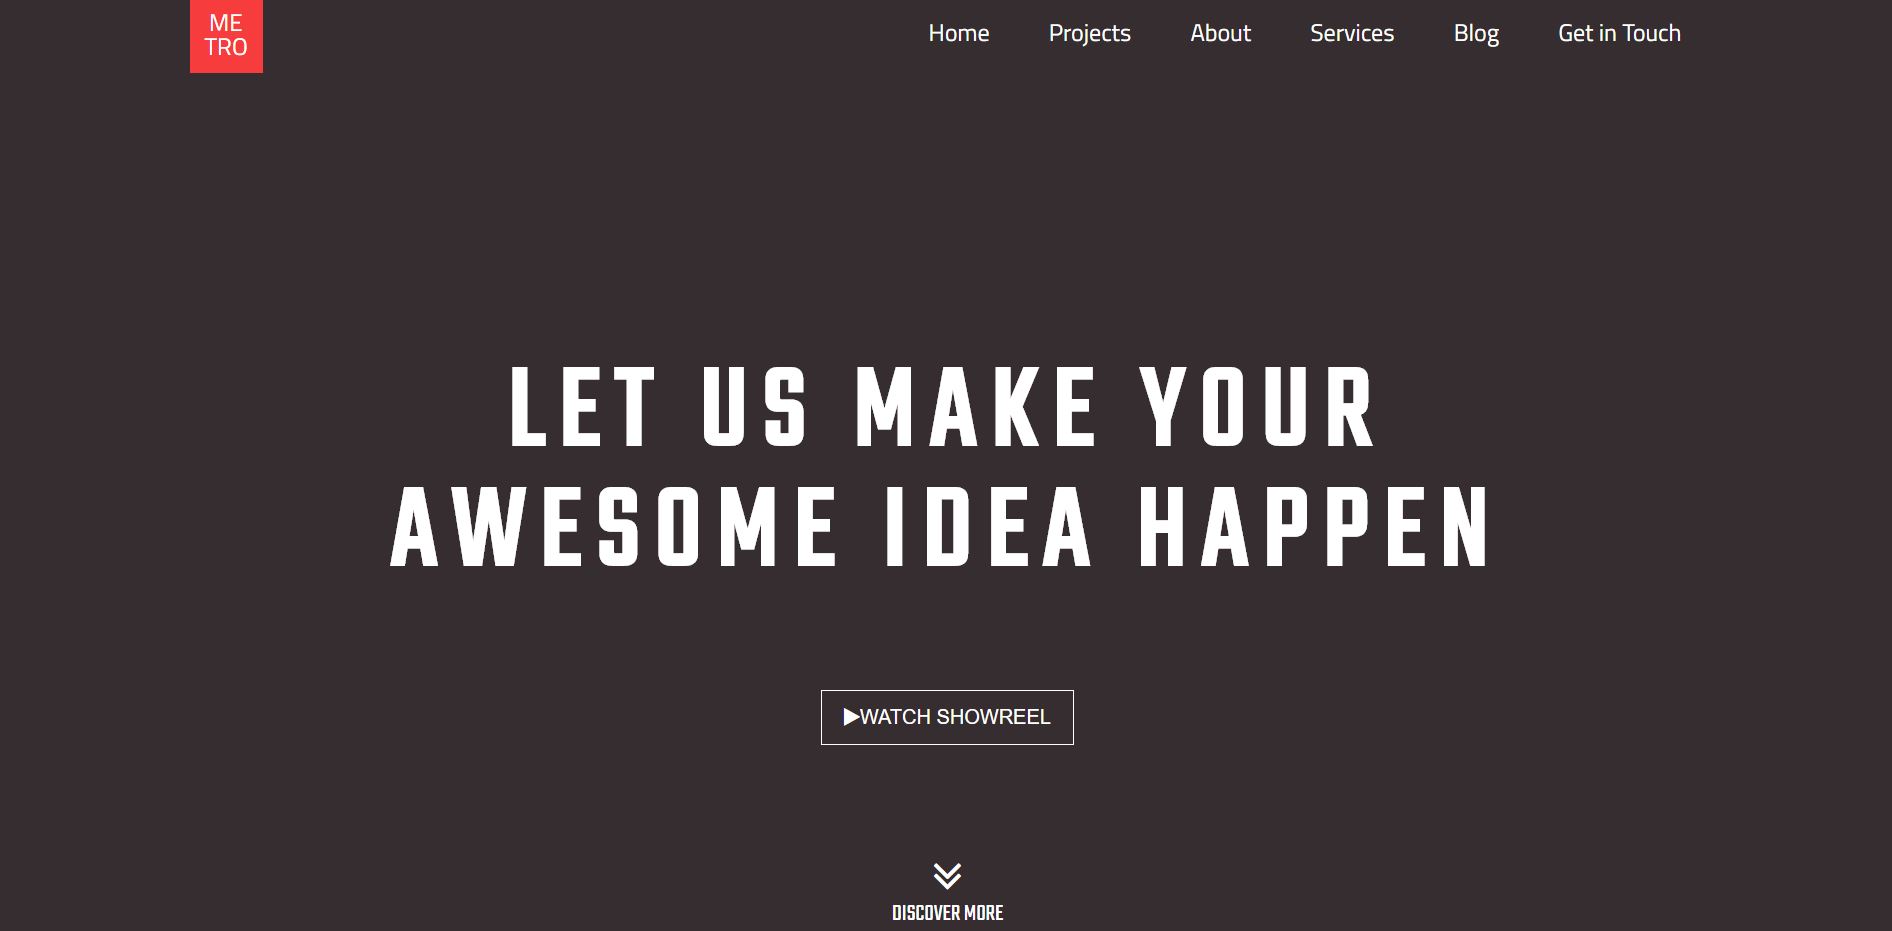 ME
TRO
Home Projects About Services Blog Get in Touch
LET US MAKE YOUR
AWESOME IDEA HAPPEN
WATCH SHOWREEL
DISCOVER MORE